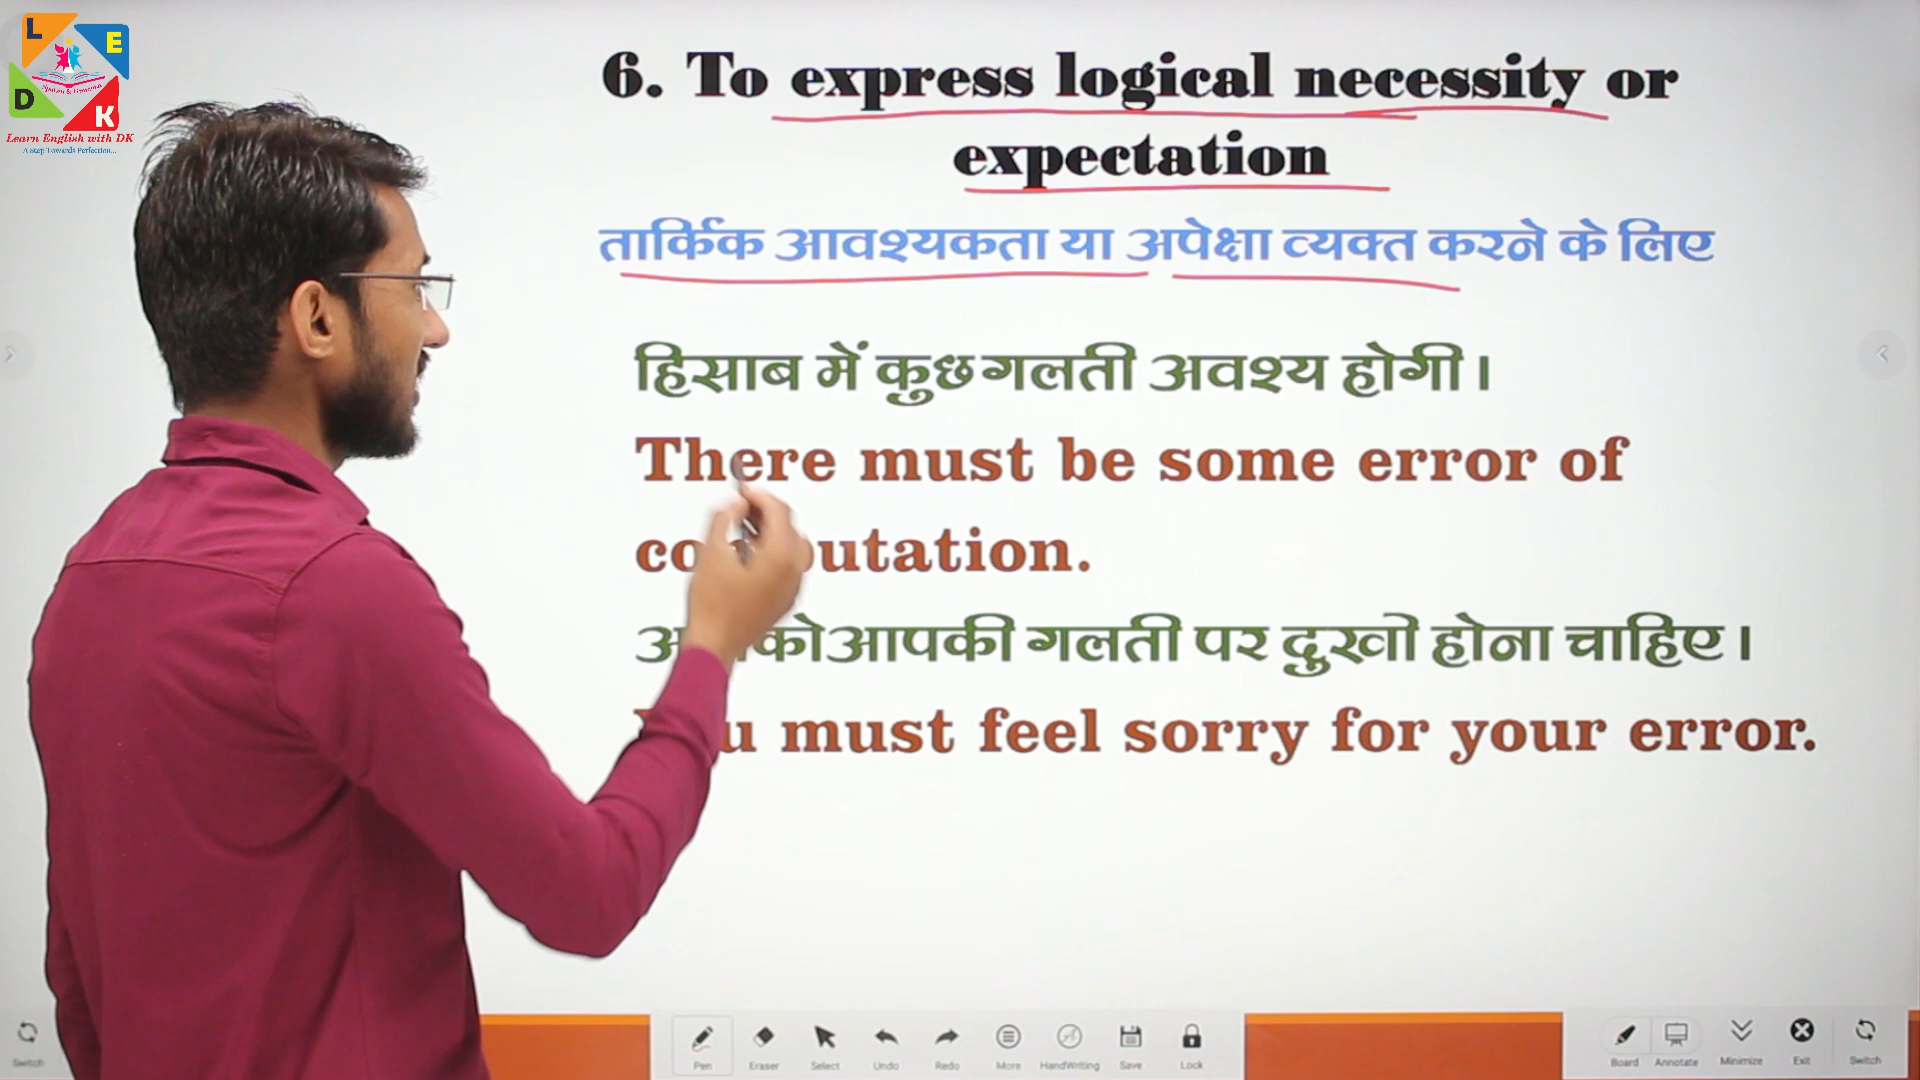 L
E
D
K
Learn English with DK
A Step Towards Perfection...
6. To express logical necessity or
expectation
तार्किक आवश्यकता या अपेक्षा व्यक्त करने के लिए
हिसाब में कुछ गलती अवश्य होगी।
There must be some error of
आपकी गलती पर दुखी होना चाहिए।
must feel sorry for your error.
Switch
Pen
Eraser
Select
Undo
Redo
More
HandWriting
Save
Lock
Board
Annotate
Minimize
Exit
Switch